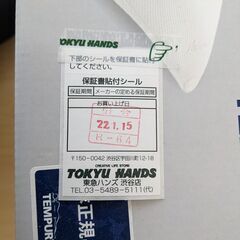 TOKYU HANDS
下部のシールを保証書に貼付
してください。
保証書貼付シール
保証期間 メーカーの定める保証期間
お買い上げ日
22.1.15
〒150-0042 渋谷区宇田川町12-18
CREATIVE LIFE STORE
TOKYU HANDS
東急ハンズ 渋谷店
TEL.03-5489-5111(代)
正規
TEMPUR